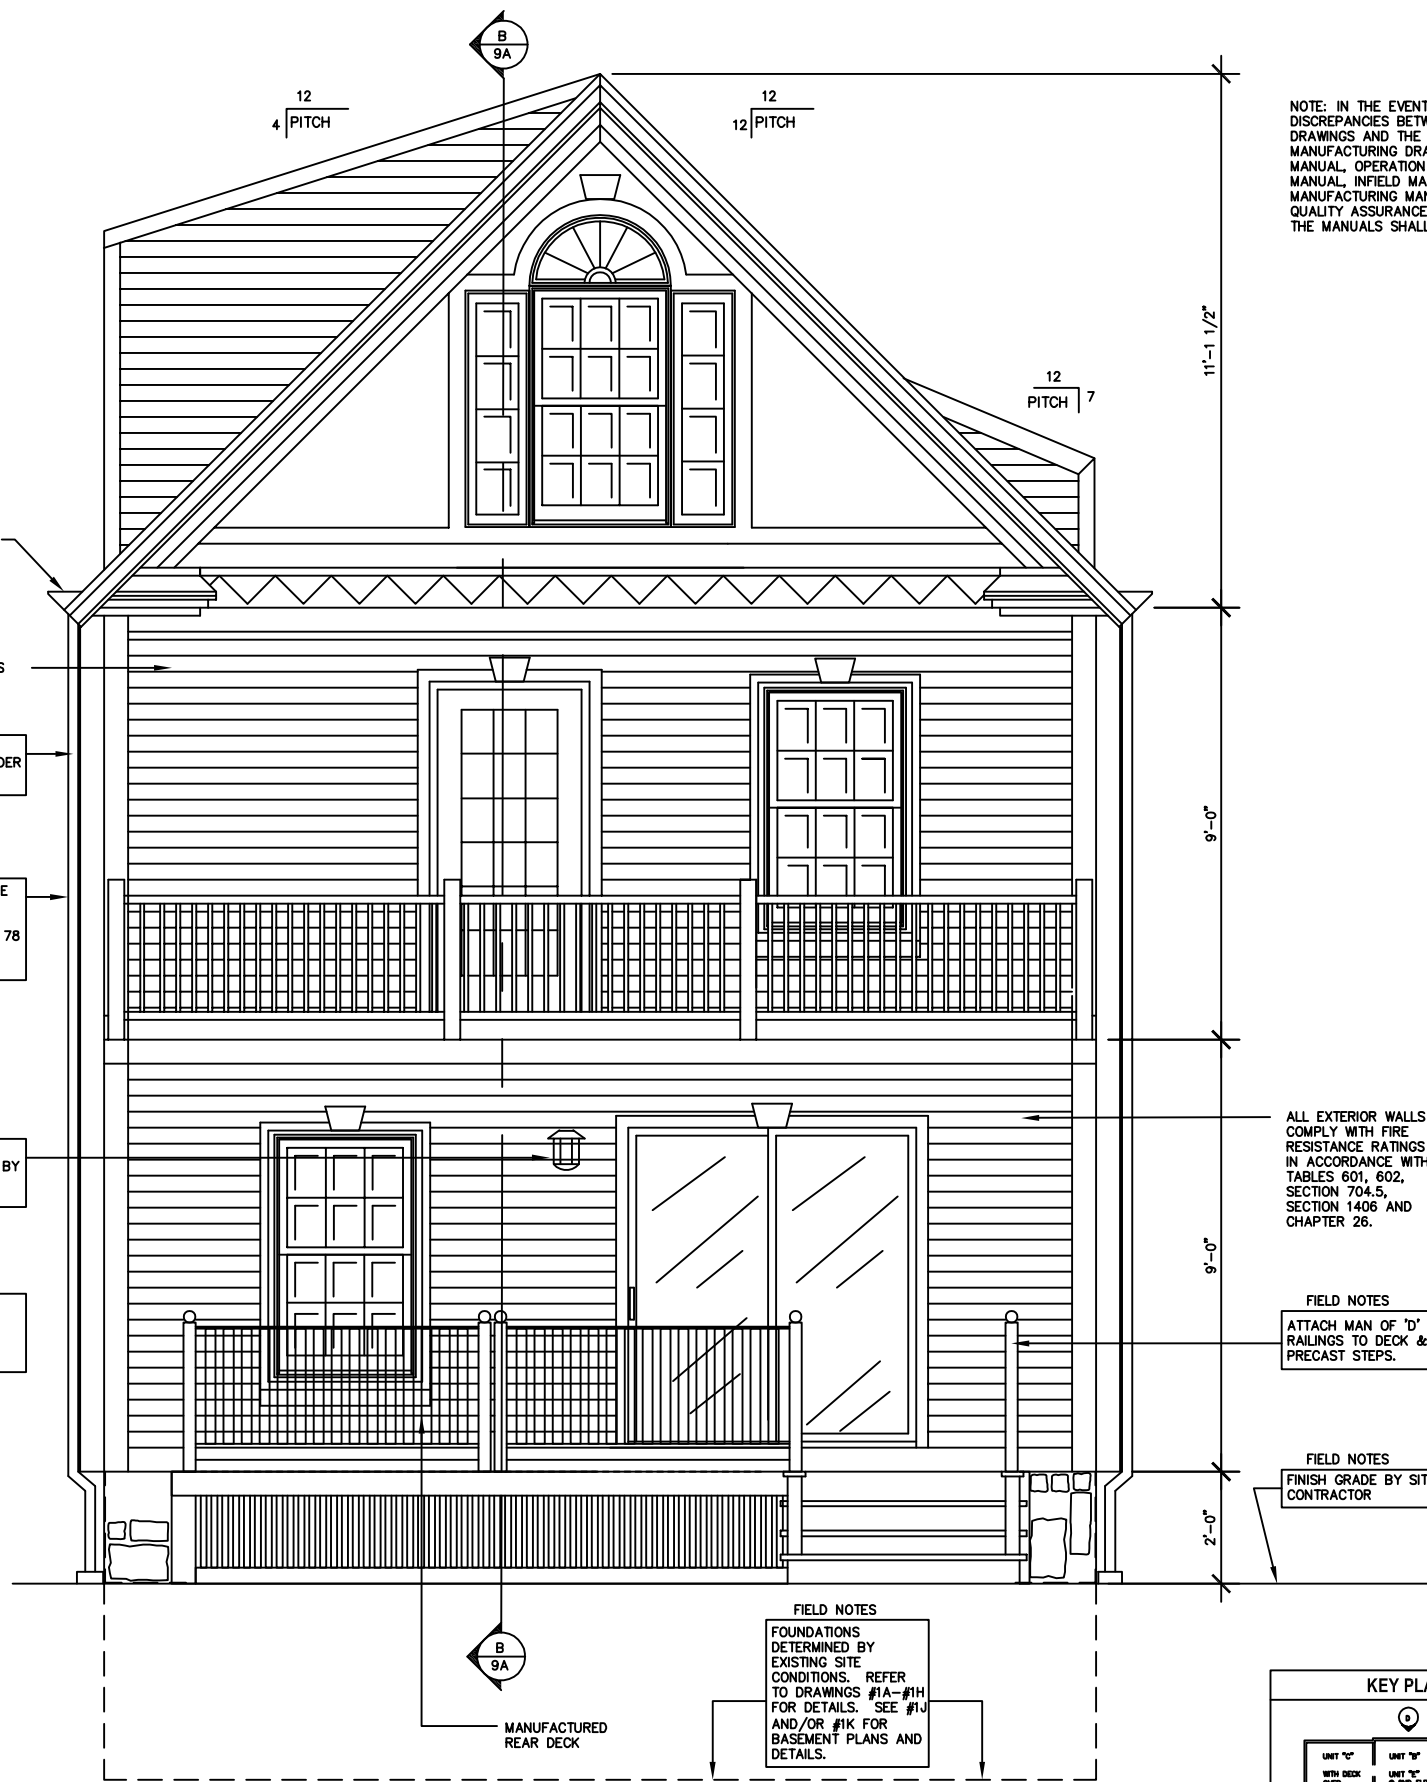 B
9A
12
4 PITCH
12
12 PITCH
NOTE: IN THE EVENT
DISCREPANCIES BETW
DRAWINGS AND THE
MANUFACTURING DRA
MANUAL, OPERATION
MANUAL, INFIELD MA
MANUFACTURING MAN
QUALITY ASSURANCE
THE MANUALS SHALL
11'-1 1/2"
12
PITCH 7
S
DER
9'-0"
E
78
BY
ALL EXTERIOR WALLS
COMPLY WITH FIRE
RESISTANCE RATINGS
IN ACCORDANCE WITH
TABLES 601, 602,
SECTION 704.5,
SECTION 1406 AND
CHAPTER 26.
9'-0"
FIELD NOTES
ATTACH MAN OF 'D'
RAILINGS TO DECK &
PRECAST STEPS.
FIELD NOTES
FINISH GRADE BY SIT
CONTRACTOR
2'-0"
B
9A
MANUFACTURED
REAR DECK
FIELD NOTES
FOUNDATIONS
DETERMINED BY
EXISTING SITE
CONDITIONS. REFER
TO DRAWINGS #1A-#1H
FOR DETAILS. SEE #1J
AND/OR #1K FOR
BASEMENT PLANS AND
DETAILS.
KEY PLA
D
UNIT "C"
WITH DECK
UNIT "B"
UNIT "E"